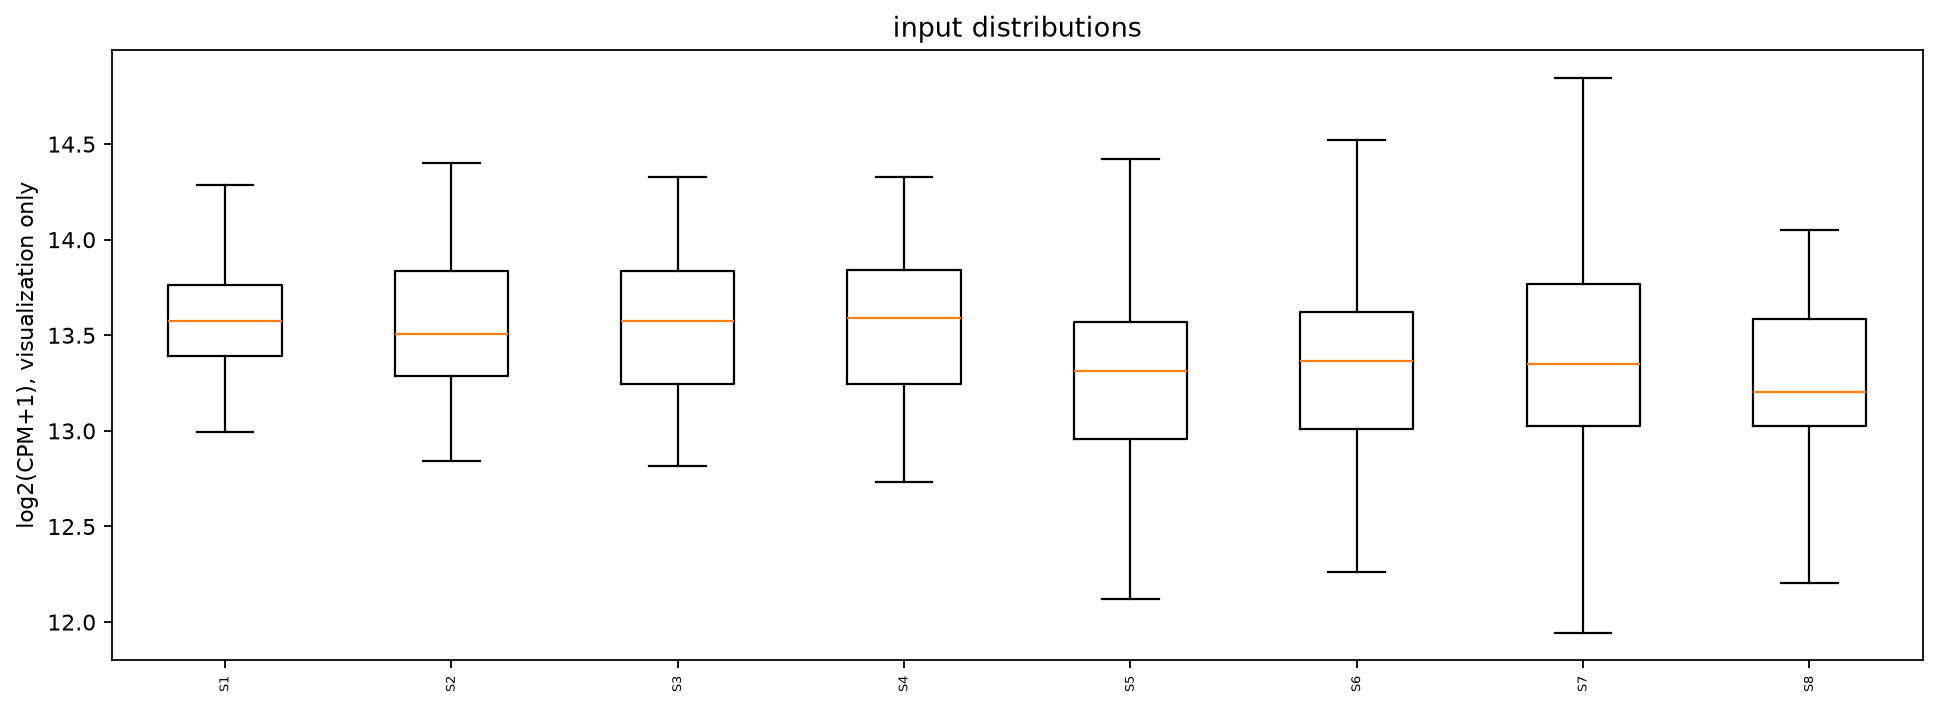 input distributions
log2(CPM+1), visualization only
14.5
14.0
13.5
13.0
12.5
12.0
S1
S2
S3
S4
S5
S6
S7
S8